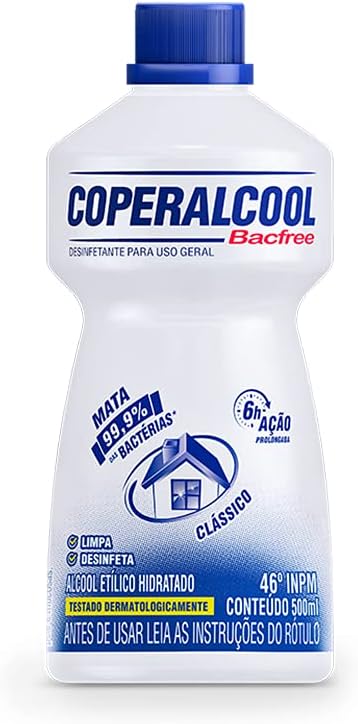 COPERALCOOL
Bacfree
DESINFETANTE PARA USO GERAL
MATA
99,9%
DAS BACTÉRIAS*
6h AÇÃO
PROLONGADA
CLÁSSICO
LIMPA
DESINFETA
ÁLCOOL ETÍLICO HIDRATADO
46º INPM
TESTADO DERMATOLOGICAMENTE
CONTEÚDO 500ml
ANTES DE USAR LEIA AS INSTRUÇÕES DO RÓTULO